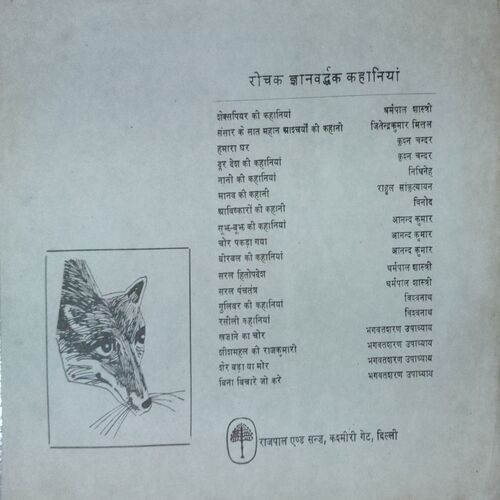 रोचक ज्ञानवर्द्धक कहानियां
शेक्सपियर की कहानियां धर्मपाल शास्त्री
संसार के सात महान आश्चर्यों की कहानी जितेन्द्रकुमार मित्तल
हमारा घर कृश्न चन्दर
दूर देश की कहानियां कृश्न चन्दर
नानी की कहानियां निधिनेह
मानव की कहानी राहुल सांकृत्यायन
आविष्कारों की कहानी विनोद
सूझ-बूझ की कहानियां आनन्द कुमार
चोर पकड़ा गया आनन्द कुमार
बीरबल की कहानियां आनन्द कुमार
सरल हितोपदेश धर्मपाल शास्त्री
सरल पंचतंत्र धर्मपाल शास्त्री
गुलिवर की कहानियां विश्वनाथ
रसीली कहानियां विश्वनाथ
खज़ाने का चोर भगवतशरण उपाध्याय
शीशमहल की राजकुमारी भगवतशरण उपाध्याय
शेर बड़ा या मोर भगवतशरण उपाध्याय
बिना बिचारे जो करे भगवतशरण उपाध्याय
राजपाल एण्ड सन्ज़, कश्मीरी गेट, दिल्ली